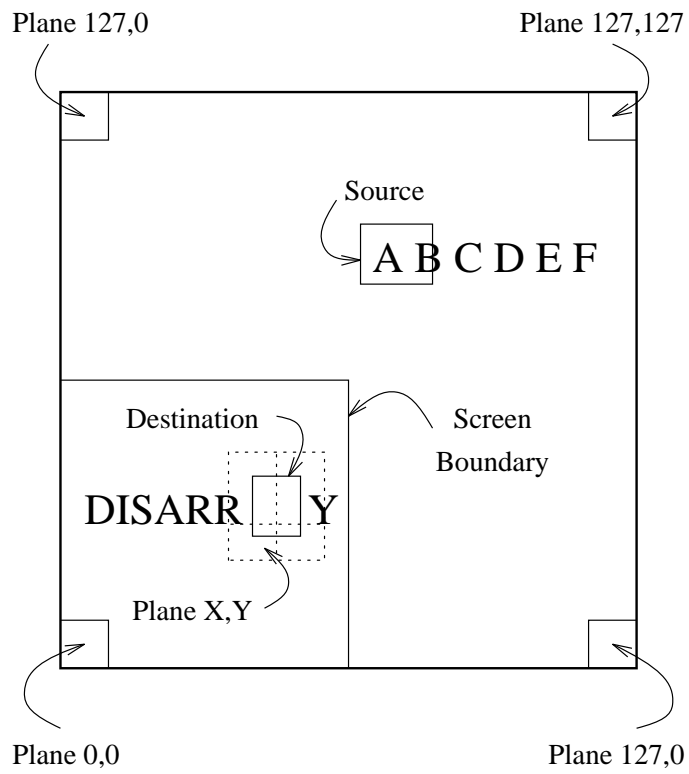 Plane 127,0
Plane 127,127
Source
A B C D E F
Destination
Screen
Boundary
DISARR Y
Plane X,Y
Plane 0,0
Plane 127,0